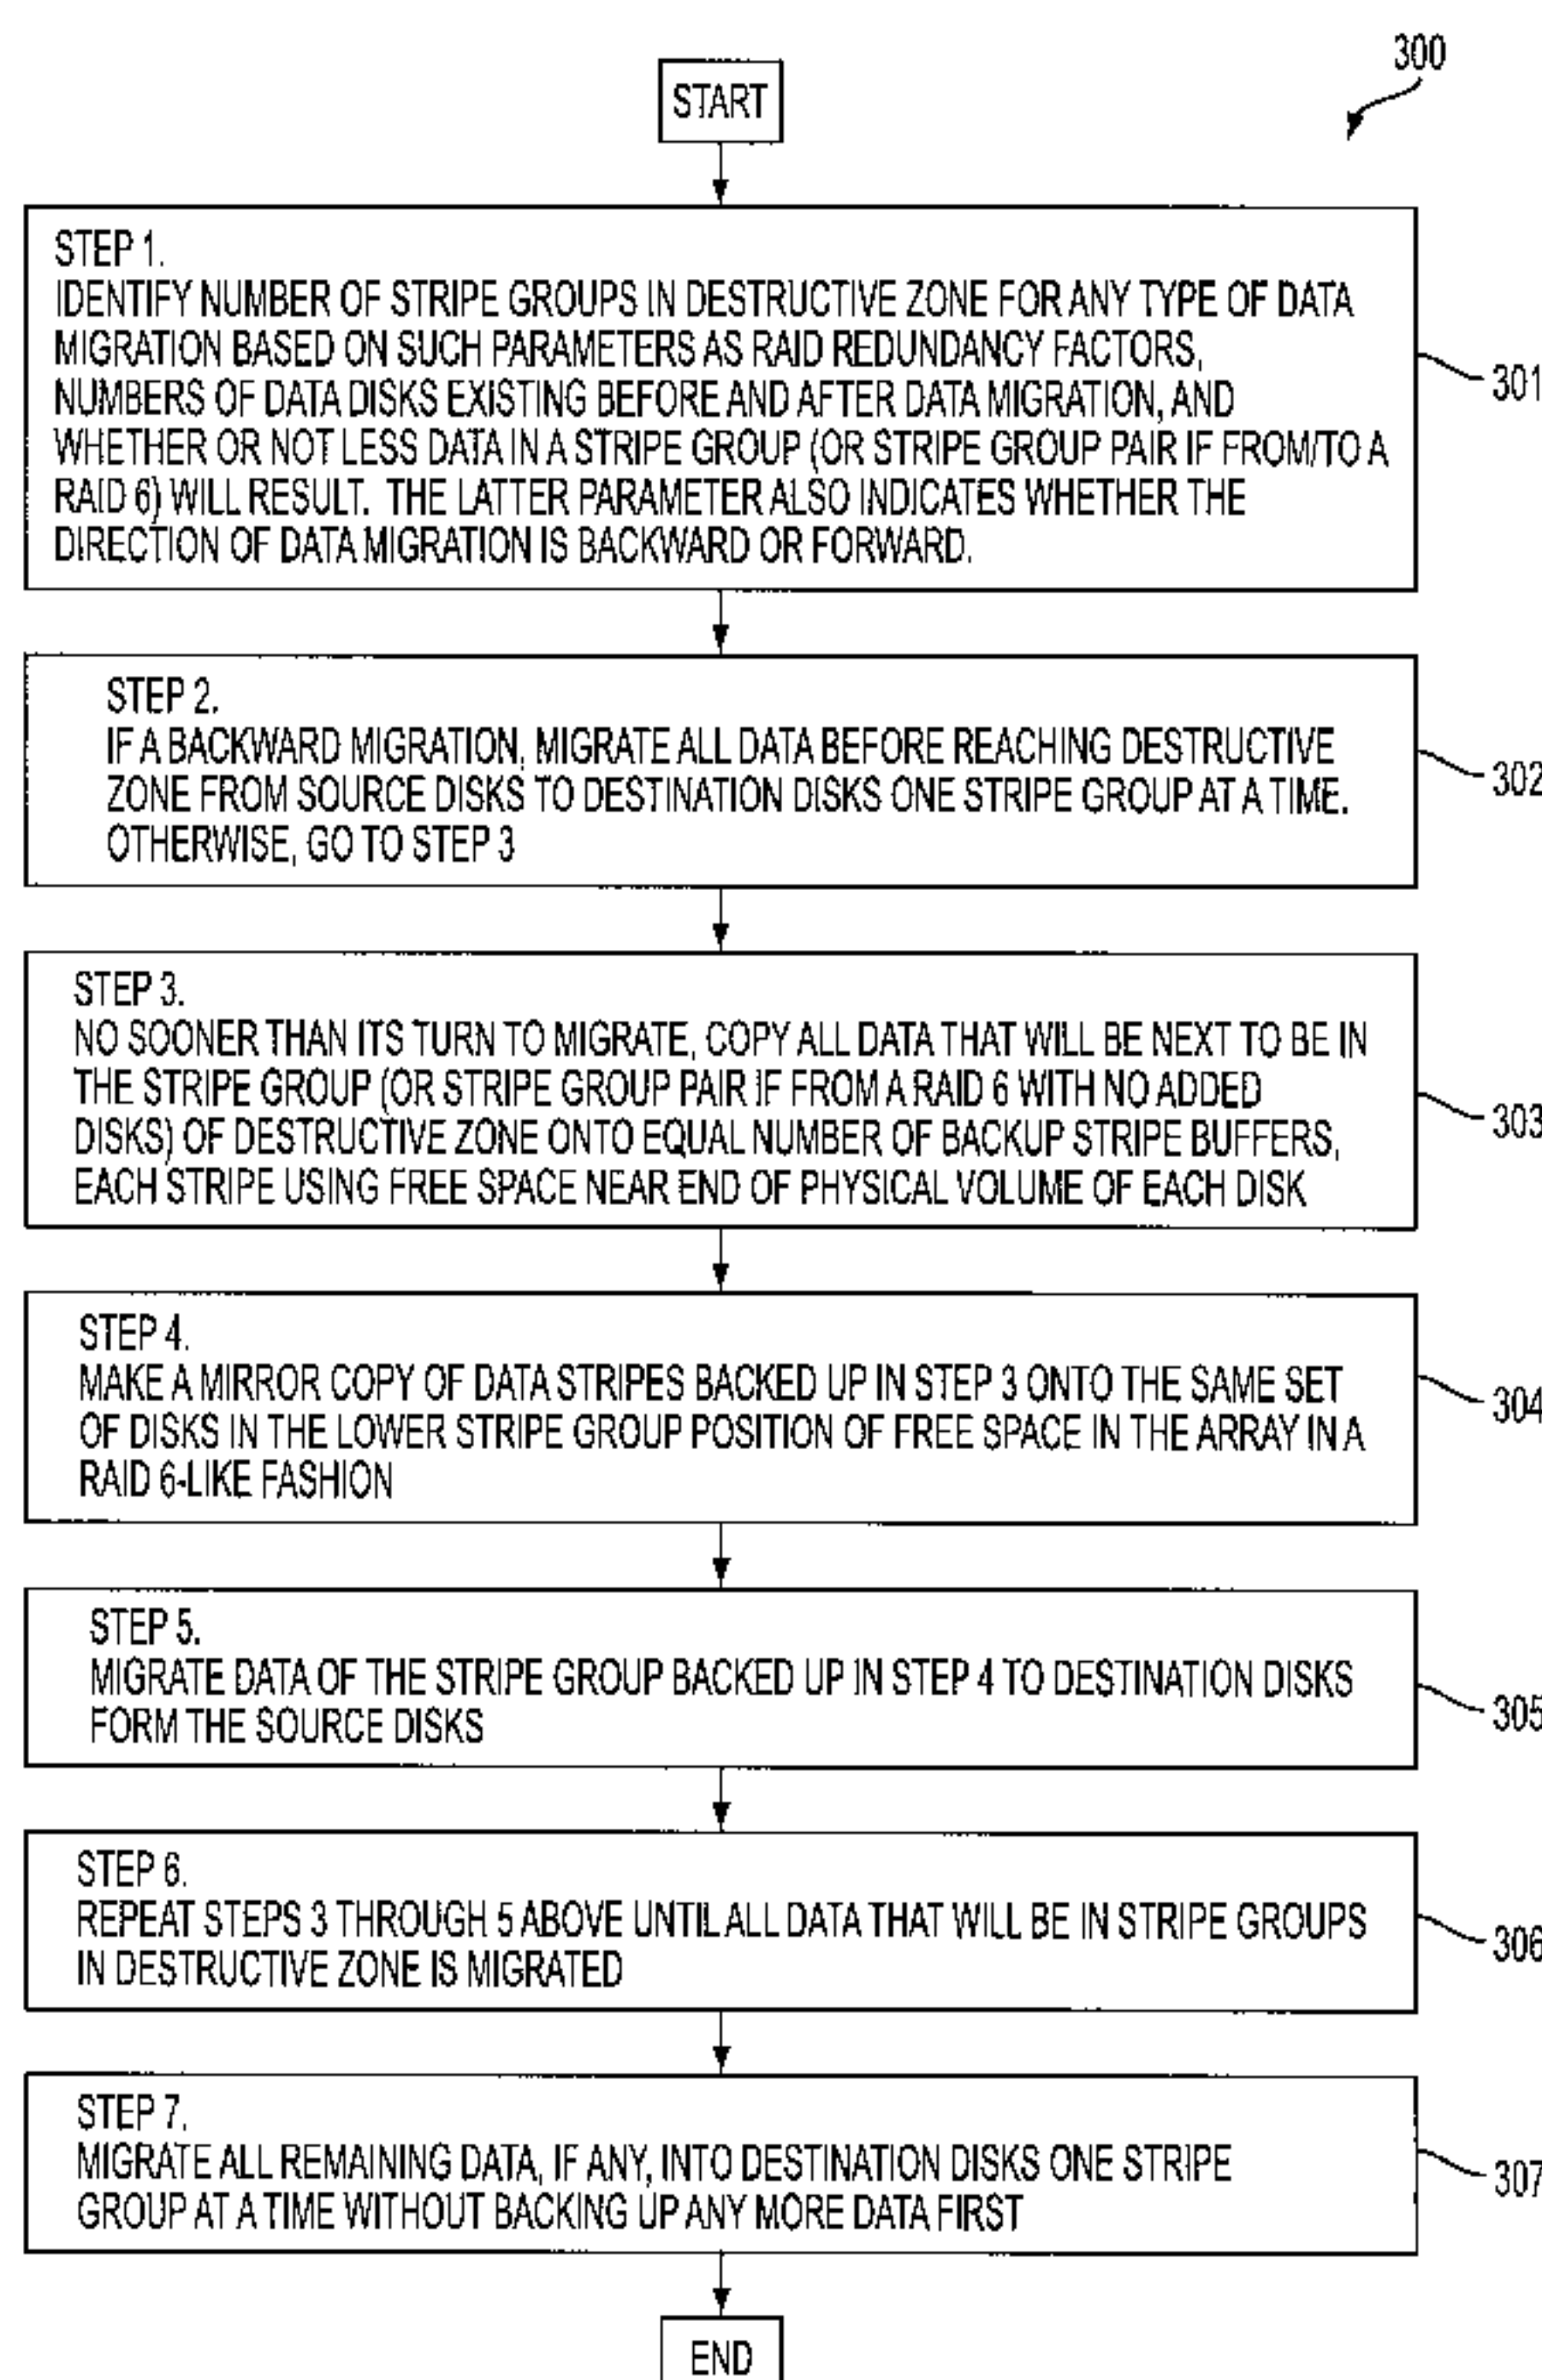 300
START
STEP 1.
IDENTIFY NUMBER OF STRIPE GROUPS IN DESTRUCTIVE ZONE FOR ANY TYPE OF DATA
MIGRATION BASED ON SUCH PARAMETERS AS RAID REDUNDANCY FACTORS,
NUMBERS OF DATA DISKS EXISTING BEFORE AND AFTER DATA MIGRATION, AND
WHETHER OR NOT LESS DATA IN A STRIPE GROUP (OR STRIPE GROUP PAIR IF FROM/TO A
RAID 6) WILL RESULT. THE LATTER PARAMETER ALSO INDICATES WHETHER THE
DIRECTION OF DATA MIGRATION IS BACKWARD OR FORWARD.
301
STEP 2.
IF A BACKWARD MIGRATION, MIGRATE ALL DATA BEFORE REACHING DESTRUCTIVE
ZONE FROM SOURCE DISKS TO DESTINATION DISKS ONE STRIPE GROUP AT A TIME.
OTHERWISE, GO TO STEP 3
302
STEP 3.
NO SOONER THAN ITS TURN TO MIGRATE, COPY ALL DATA THAT WILL BE NEXT TO BE IN
THE STRIPE GROUP (OR STRIPE GROUP PAIR IF FROM A RAID 6 WITH NO ADDED
DISKS) OF DESTRUCTIVE ZONE ONTO EQUAL NUMBER OF BACKUP STRIPE BUFFERS,
EACH STRIPE USING FREE SPACE NEAR END OF PHYSICAL VOLUME OF EACH DISK
303
STEP 4.
MAKE A MIRROR COPY OF DATA STRIPES BACKED UP IN STEP 3 ONTO THE SAME SET
OF DISKS IN THE LOWER STRIPE GROUP POSITION OF FREE SPACE IN THE ARRAY IN A
RAID 6-LIKE FASHION
304
STEP 5.
MIGRATE DATA OF THE STRIPE GROUP BACKED UP IN STEP 4 TO DESTINATION DISKS
FORM THE SOURCE DISKS
305
STEP 6.
REPEAT STEPS 3 THROUGH 5 ABOVE UNTIL ALL DATA THAT WILL BE IN STRIPE GROUPS
IN DESTRUCTIVE ZONE IS MIGRATED
306
STEP 7.
MIGRATE ALL REMAINING DATA, IF ANY, INTO DESTINATION DISKS ONE STRIPE
GROUP AT A TIME WITHOUT BACKING UP ANY MORE DATA FIRST
307
END